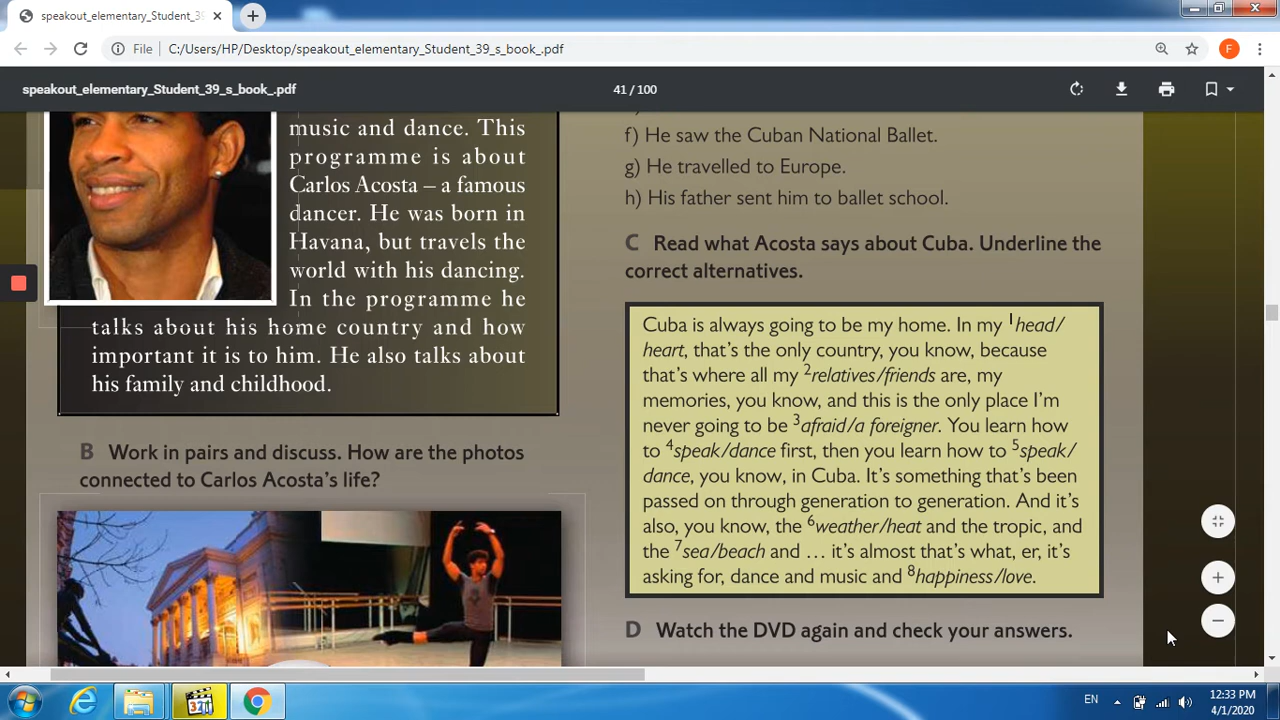 speakout_elementary_Student_39
File
C:/Users/HP/Desktop/speakout_elementary_Student_39_s_book_.pdf
F
speakout_elementary_Student_39_s_book_.pdf
41 / 100
music and dance. This
programme is about
Carlos Acosta – a famous
dancer. He was born in
Havana, but travels the
world with his dancing.
In the programme he
talks about his home country and how
important it is to him. He also talks about
his family and childhood.
B Work in pairs and discuss. How are the photos
connected to Carlos Acosta's life?
f) He saw the Cuban National Ballet.
g) He travelled to Europe.
h) His father sent him to ballet school.
C Read what Acosta says about Cuba. Underline the
correct alternatives.
Cuba is always going to be my home. In my 1head/
heart, that's the only country, you know, because
that's where all my 2relatives/friends are, my
memories, you know, and this is the only place I'm
never going to be 3afraid/a foreigner. You learn how
to 4speak/dance first, then you learn how to 5speak/
dance, you know, in Cuba. It's something that's been
passed on through generation to generation. And it's
also, you know, the 6weather/heat and the tropic, and
the 7sea/beach and … it's almost that's what, er, it's
asking for, dance and music and 8happiness/love.
D Watch the DVD again and check your answers.
321
EN
12:33 PM
4/1/2020